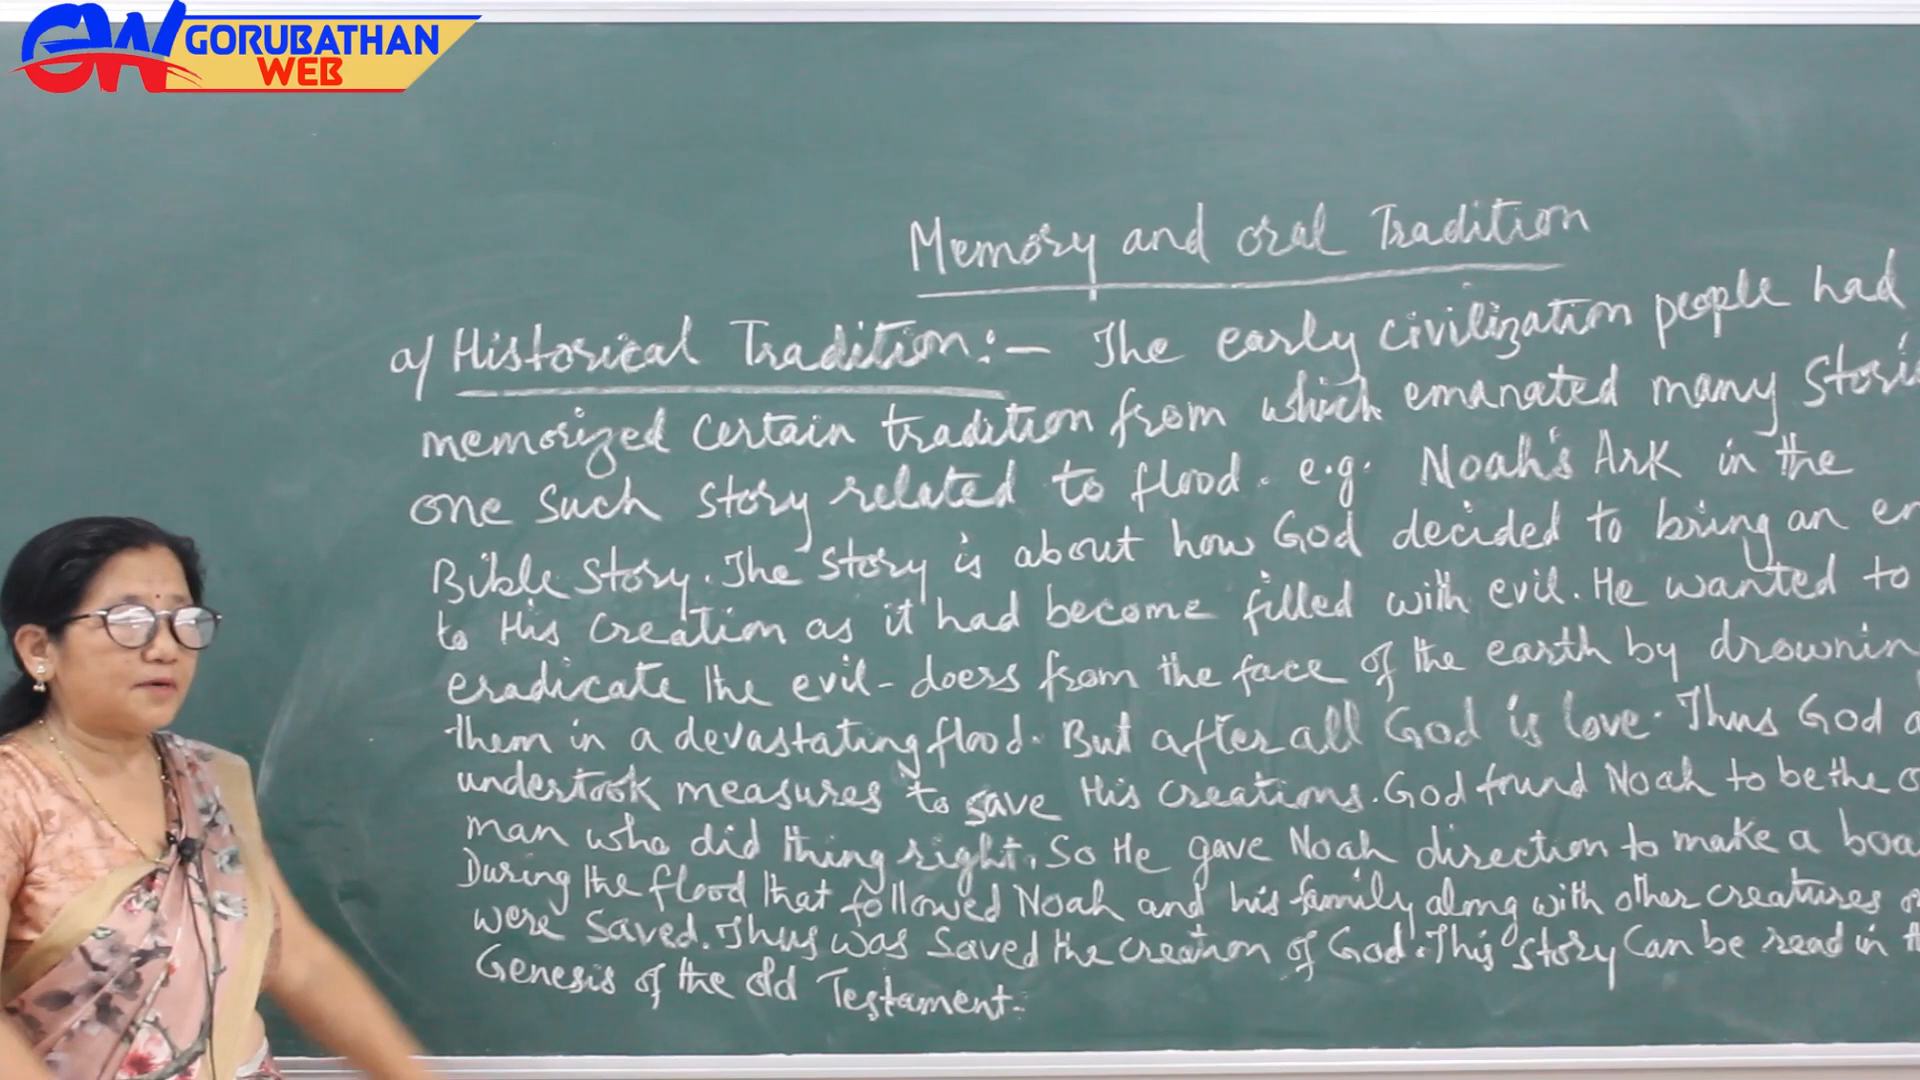 GW GORUBATHAN
WEB
Memory and oral Tradition
a/ Historical Tradition:- The early civilization people had
memorized certain tradition from which emanated many Stori
one such story related to flood. e.g. Noah's Ark in the
Bible Story. The story is about how God decided to bring an en
to His creation as it had become filled with evil. He wanted to
eradicate the evil-doers from the face of the earth by drownin
them in a devastating flood. But after all God is love. Thus God a
undertook measures to save His creations. God found Noah to be the o
man who did thing right. So He gave Noah direction to make a boa
During the flood that followed Noah and his family along with other creatures o
were saved. Thus was saved the creation of God. This story can be read in th
Genesis of the old Testament.